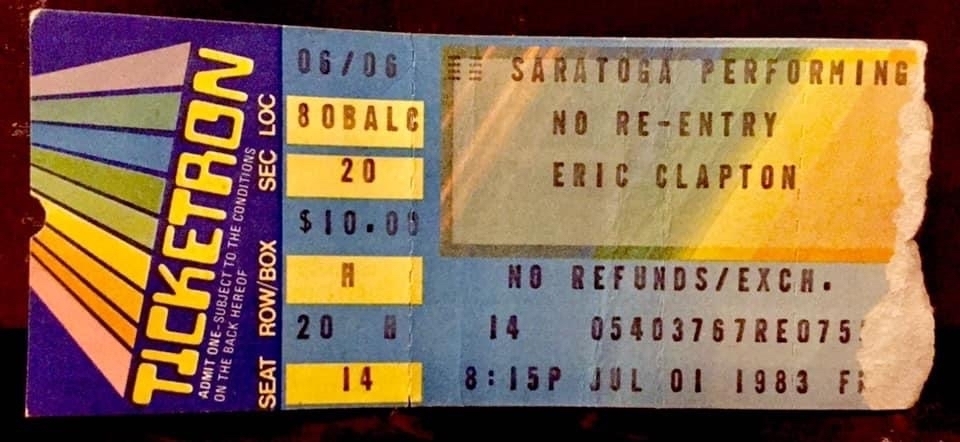 TICKETRON
ADMIT ONE-SUBJECT TO THE CONDITIONS
ON THE BACK HEREOF
SEAT ROW/BOX SEC LOC
06/06
80BALC
20
$10.00
H
20 H
14
SARATOGA PERFORMING
NO RE-ENTRY
ERIC CLAPTON
NO REFUNDS/EXCH.
14 05403767RE075
8:15P JUL 01 1983